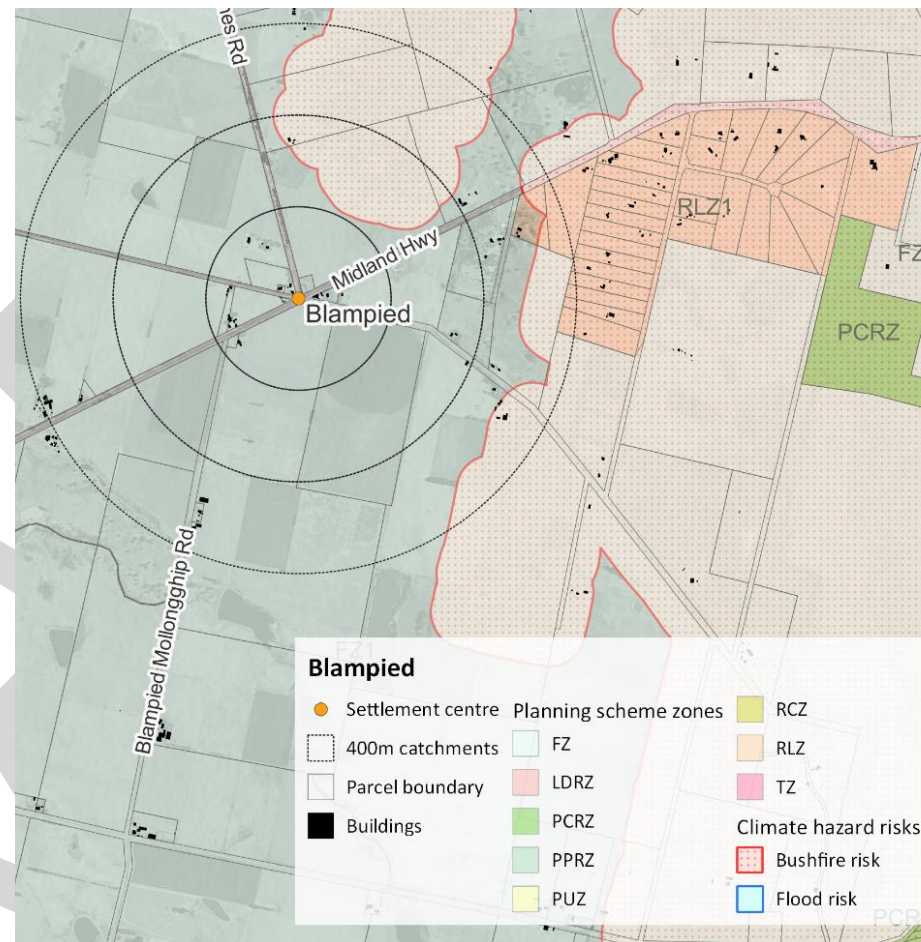 nes Rd
Midland Hwy
RLZ1
FZ
Blampied
PCRZ
Blampied Mollongghip Rd
FZ1
Blampied
Settlement centre
400m catchments
Parcel boundary
Buildings
Planning scheme zones
FZ
LDRZ
PCRZ
PPRZ
PUZ
RCZ
RLZ
TZ
Climate hazard risks
Bushfire risk
Flood risk
PCR